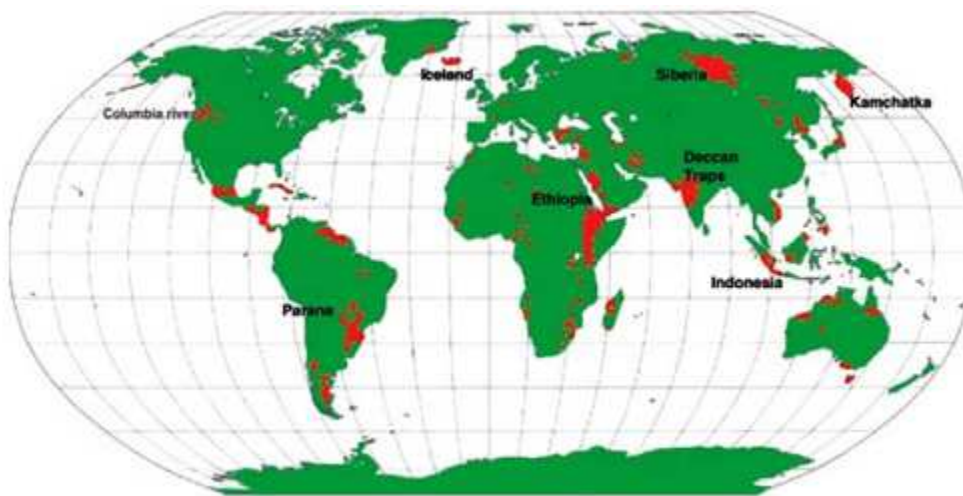 Iceland
Siberia
Kamchatka
Columbia river
Deccan
Traps
Ethiopia
Indonesia
Parana